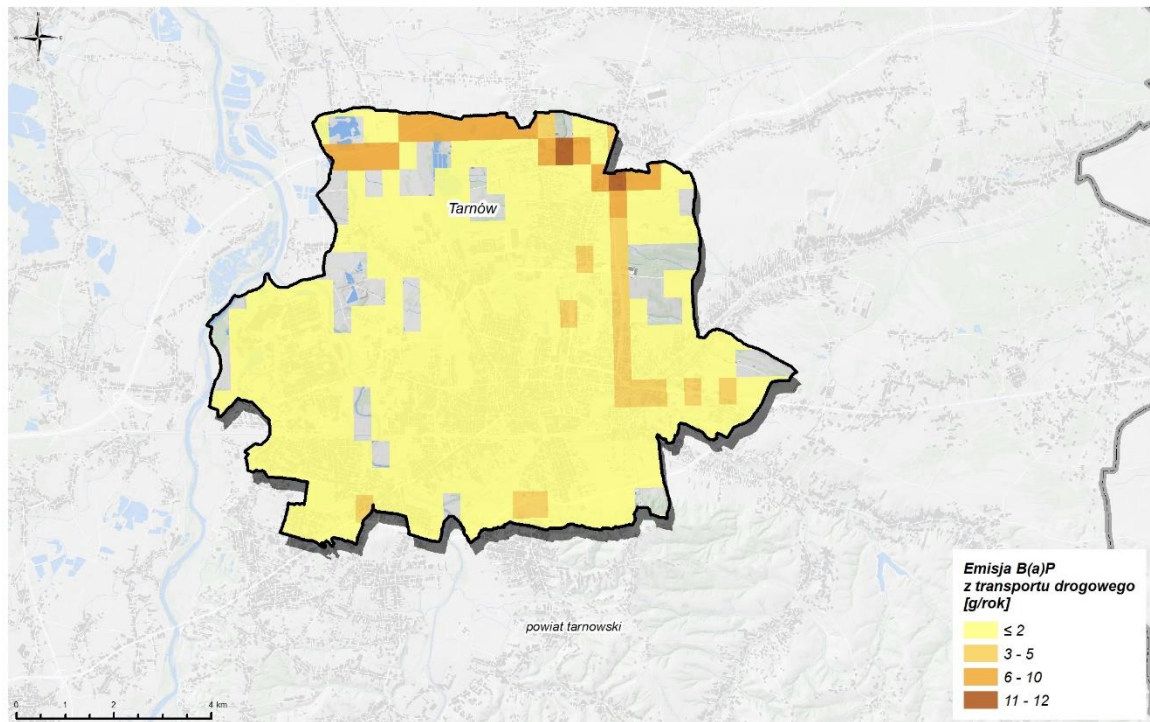 N
W
E
S
Tarnów
powiat tarnowski
Emisja B(a)P
z transportu drogowego
[g/rok]
≤ 2
3 - 5
6 - 10
11 - 12
0 1 2 4 km